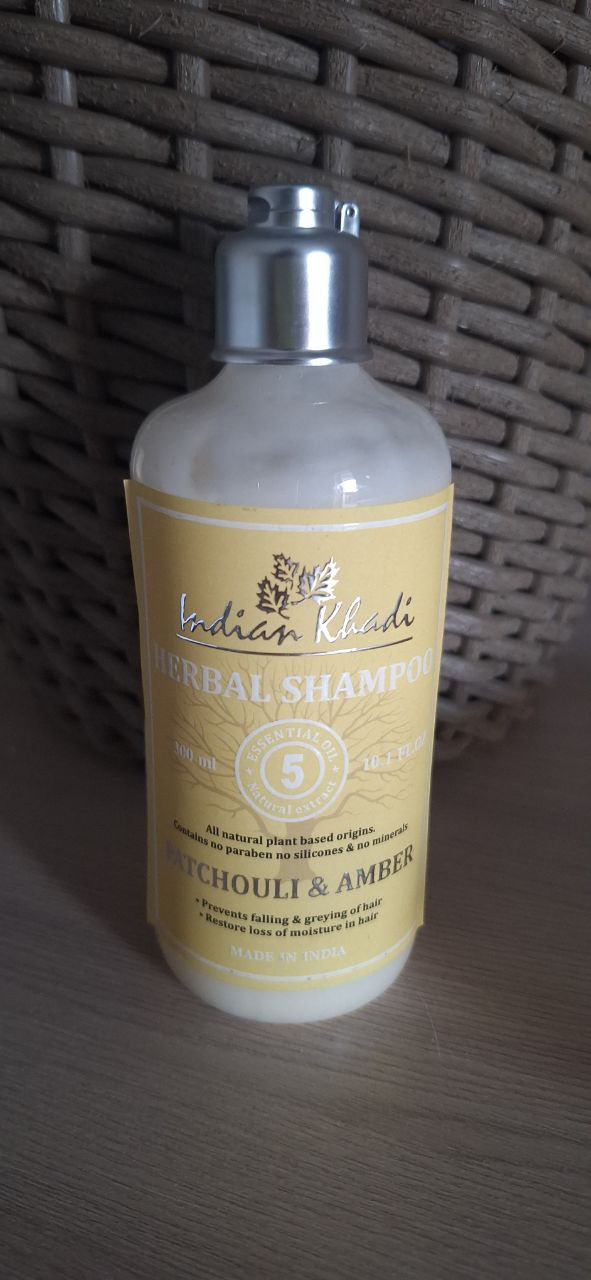 Indian Khadi
HERBAL SHAMPOO
300 ml
ESSENTIAL OIL
5
Natural extract
10.1 FL.OZ
All natural plant based origins.
Contains no paraben no silicones & no minerals
PATCHOULI & AMBER
• Prevents falling & greying of hair
• Restore loss of moisture in hair
MADE IN INDIA